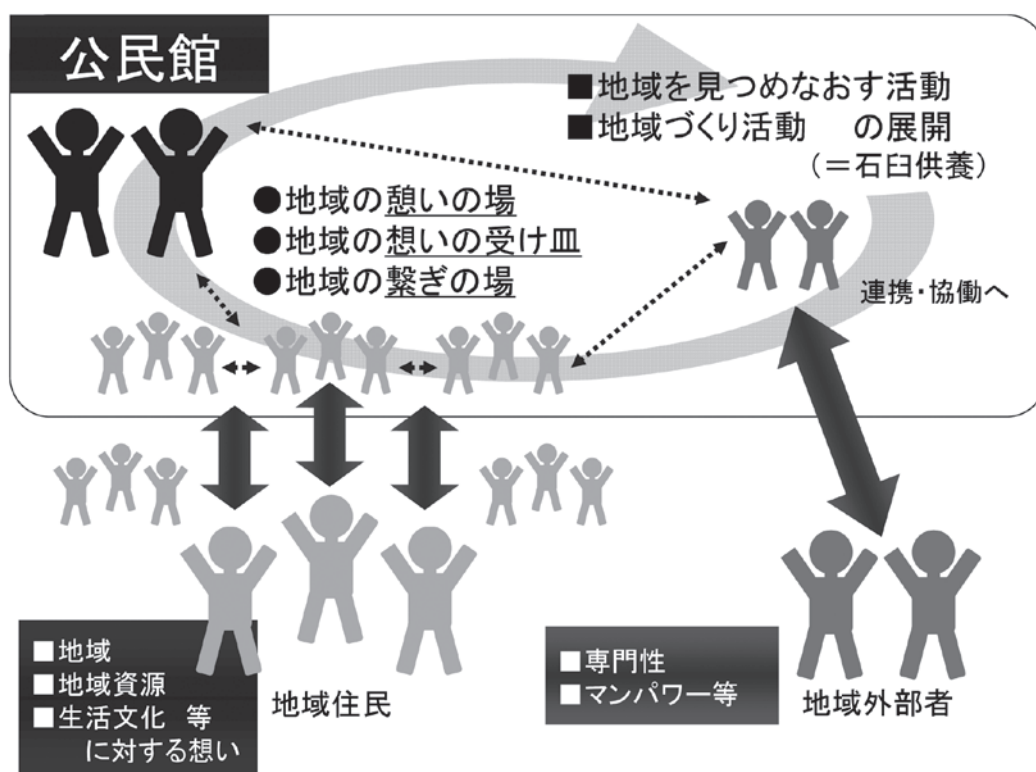 公民館
■地域を見つめなおす活動
■地域づくり活動　の展開
(=石臼供養)
●地域の憩いの場
●地域の想いの受け皿
●地域の繋ぎの場
連携・協働へ
■地域
■地域資源
■生活文化　等
に対する想い
地域住民
■専門性
■マンパワー等
地域外部者